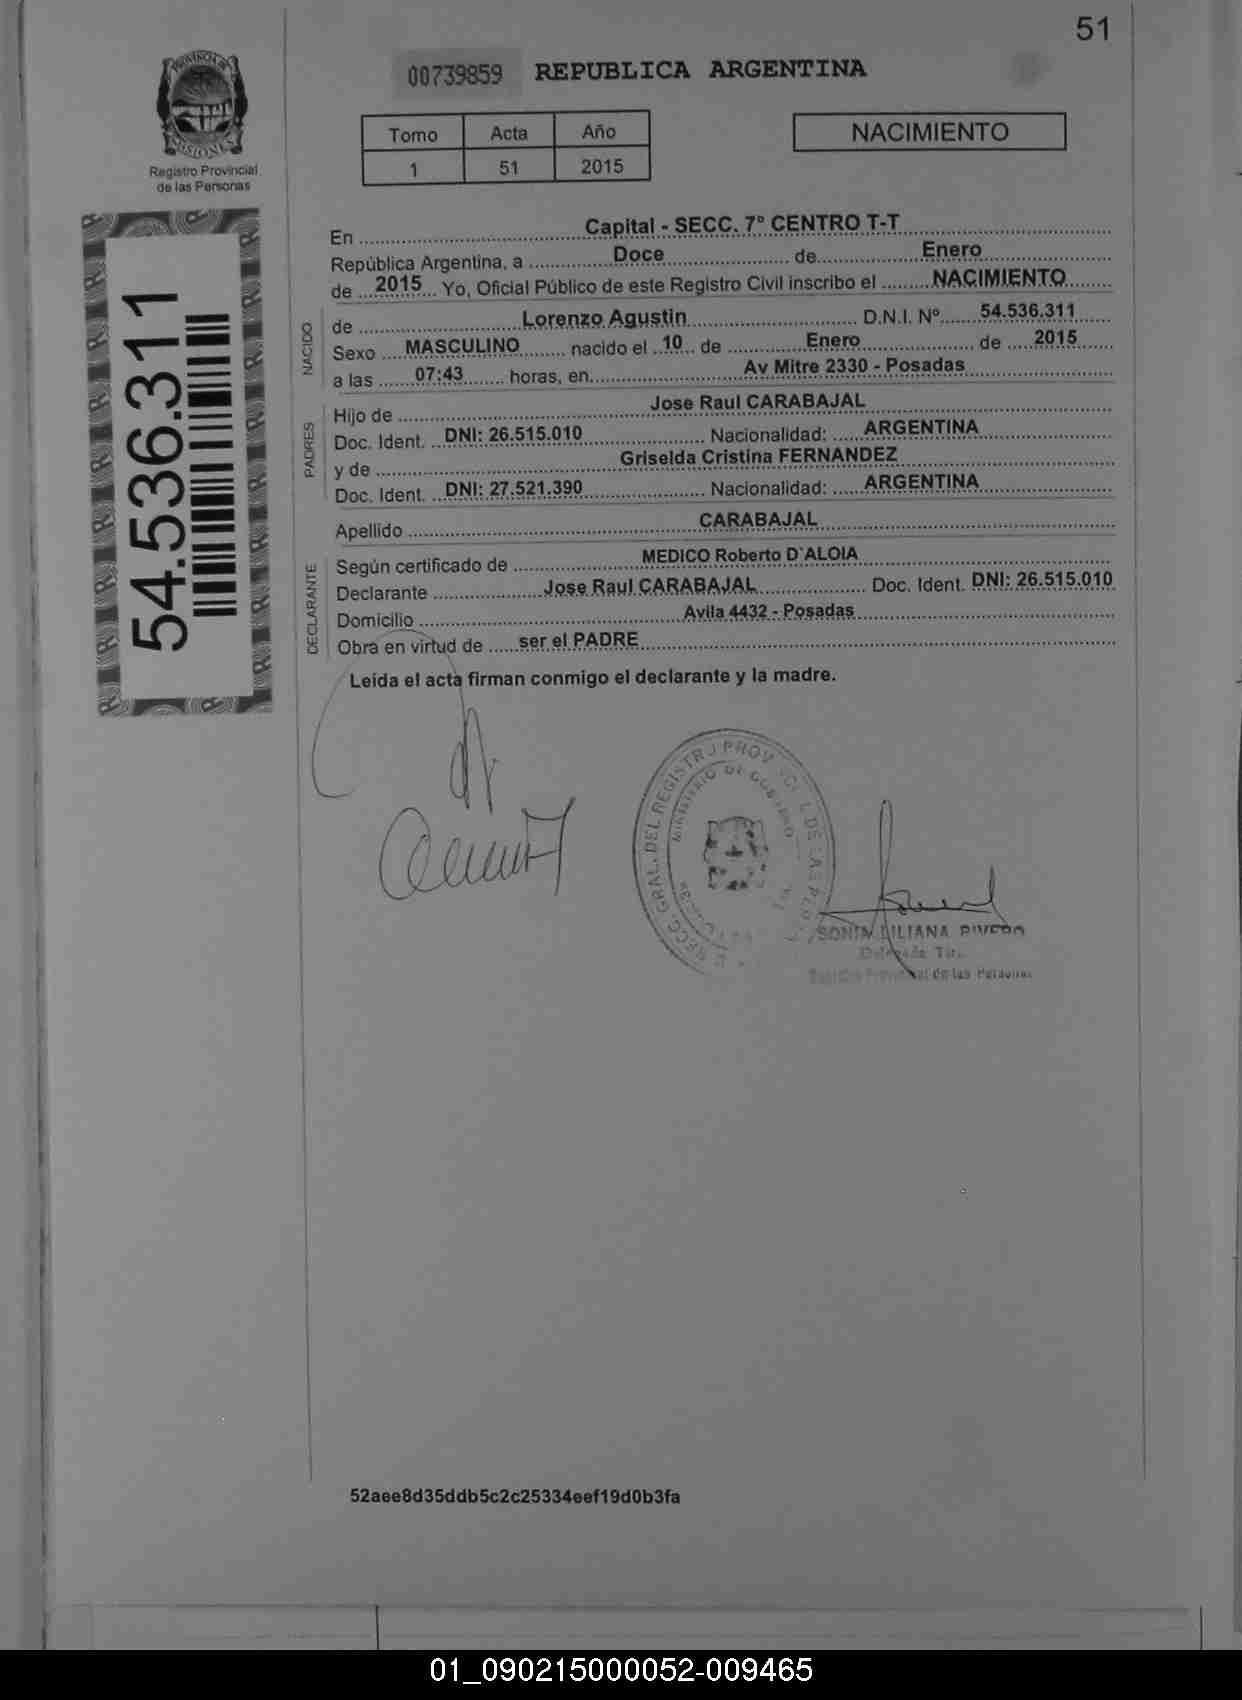 51
00739859 REPUBLICA ARGENTINA
PROVINCIA DE MISIONES
Registro Provincial
de las Personas
Tomo Acta Año
1 51 2015
NACIMIENTO
54.536.311
En Capital - SECC. 7° CENTRO T-T
República Argentina, a Doce de Enero
de 2015 Yo, Oficial Público de este Registro Civil inscribo el NACIMIENTO
NACIDO
de Lorenzo Agustin D.N.I. Nº 54.536.311
Sexo MASCULINO nacido el 10 de Enero de 2015
a las 07:43 horas, en Av Mitre 2330 - Posadas
PADRES
Hijo de Jose Raul CARABAJAL
Doc. Ident. DNI: 26.515.010 Nacionalidad: ARGENTINA
y de Griselda Cristina FERNANDEZ
Doc. Ident. DNI: 27.521.390 Nacionalidad: ARGENTINA
Apellido CARABAJAL
DECLARANTE
Según certificado de MEDICO Roberto D'ALOIA
Declarante Jose Raul CARABAJAL Doc. Ident. DNI: 26.515.010
Domicilio Avila 4432 - Posadas
Obra en virtud de ser el PADRE
Leida el acta firman conmigo el declarante y la madre.
SONIA LILIANA RIVERO
de las Personas
52aee8d35ddb5c2c25334eef19d0b3fa
01_090215000052-009465